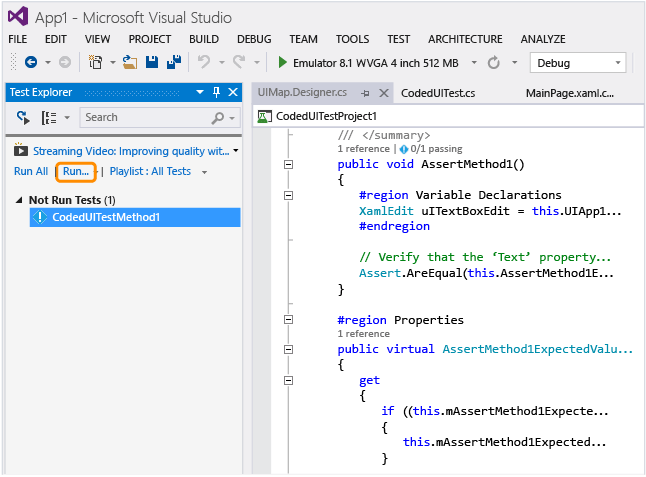 App1 - Microsoft Visual Studio
FILE EDIT VIEW PROJECT BUILD DEBUG TEAM TOOLS TEST ARCHITECTURE ANALYZE
Emulator 8.1 WVGA 4 inch 512 MB Debug
Test Explorer
Search
Streaming Video: Improving quality wit...
Run All Run... Playlist : All Tests
Not Run Tests (1)
CodedUITestMethod1
UIMap.Designer.cs CodedUITest.cs MainPage.xaml.c...
CodedUITestProject1
/// </summary>
1 reference | 0/1 passing
public void AssertMethod1()
{
#region Variable Declarations
XamlEdit uITextBoxEdit = this.UIApp1...
#endregion
// Verify that the ‘Text’ property...
Assert.AreEqual(this.AssertMethod1E...
}
#region Properties
1 reference
public virtual AssertMethod1ExpectedValu...
{
get
{
if ((this.mAssertMethod1Expecte...
{
this.mAssertMethod1Expected...
}